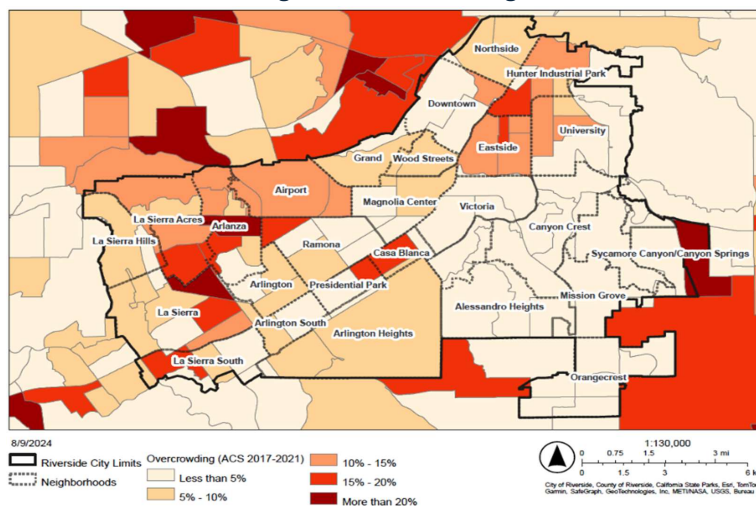 Northside
Hunter Industrial Park
Downtown
University
Eastside
Grand
Wood Streets
Airport
Magnolia Center
Victoria
La Sierra Acres
Arlanza
La Sierra Hills
Ramona
Canyon Crest
Casa Blanca
Sycamore Canyon/Canyon Springs
Arlington
Presidential Park
Mission Grove
La Sierra
Alessandro Heights
Arlington South
Arlington Heights
La Sierra South
Orangecrest
8/9/2024
Riverside City Limits
Neighborhoods
Overcrowding (ACS 2017-2021)
Less than 5%
5% - 10%
10% - 15%
15% - 20%
More than 20%
1:130,000
0 0.75 1.5 3 mi
0 1.5 3 6 k
City of Riverside, County of Riverside, California State Parks, Esri, TomTo
Garmin, SafeGraph, GeoTechnologies, Inc, METI/NASA, USGS, Bureau